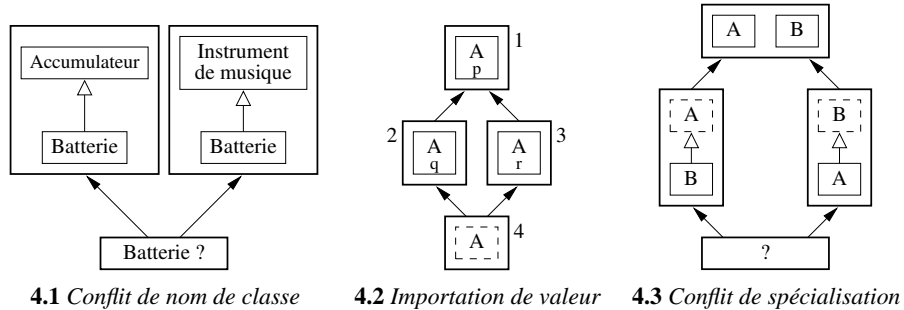 Accumulateur
Batterie
Instrument
de musique
Batterie
Batterie ?
4.1 Conflit de nom de classe
1
A
p
2
A
q
3
A
r
4
A
4.2 Importation de valeur
A B
A
B
B
A
?
4.3 Conflit de spécialisation